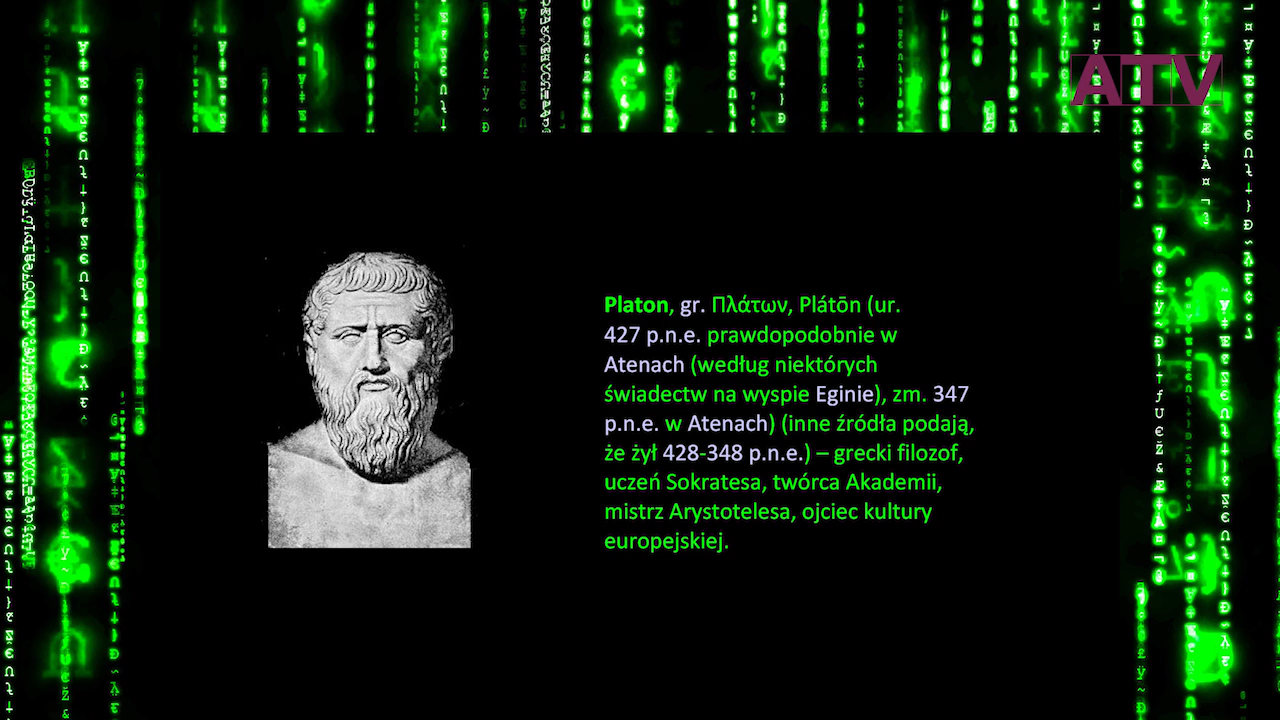 ATV
Platon, gr. Πλάτων, Plátōn (ur.
427 p.n.e. prawdopodobnie w
Atenach (według niektórych
świadectw na wyspie Eginie), zm. 347
p.n.e. w Atenach) (inne źródła podają,
że żył 428-348 p.n.e.) – grecki filozof,
uczeń Sokratesa, twórca Akademii,
mistrz Arystotelesa, ojciec kultury
europejskiej.